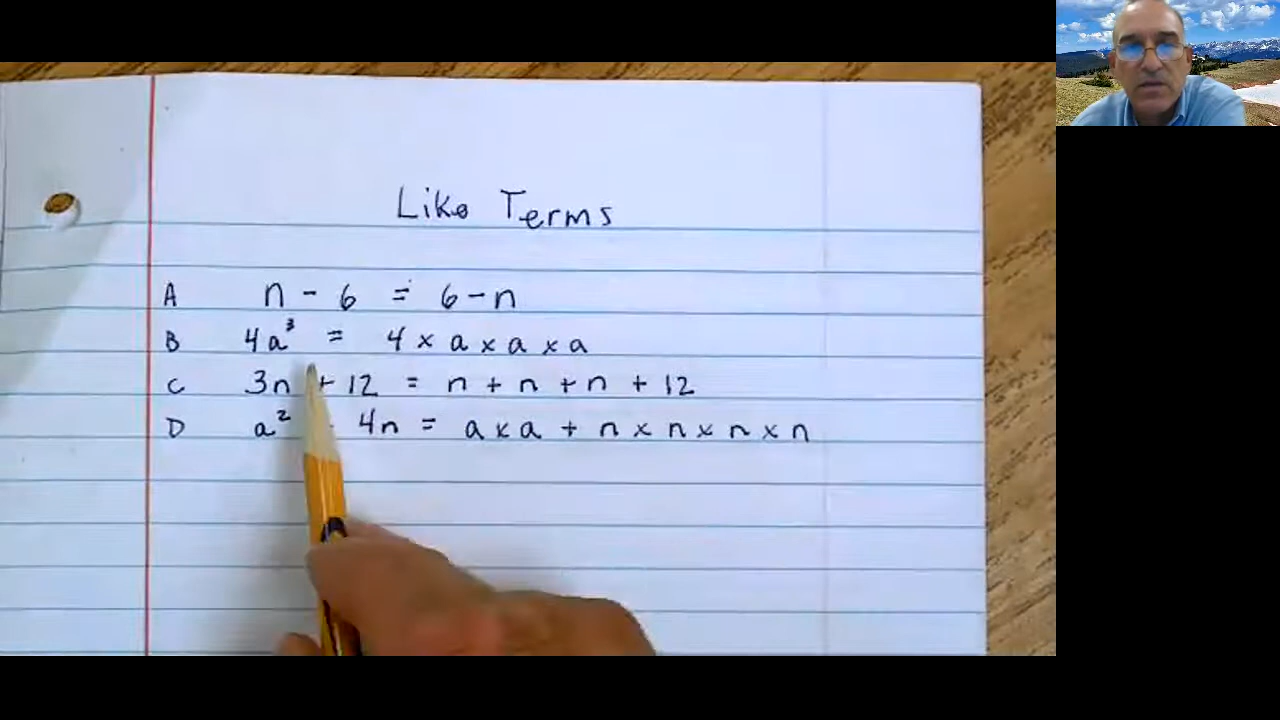 Like Terms
A n - 6 = 6 - n
B 4a³ = 4 × a × a × a
C 3n + 12 = n + n + n + 12
D a² 4n = a × a + n × n × n × n